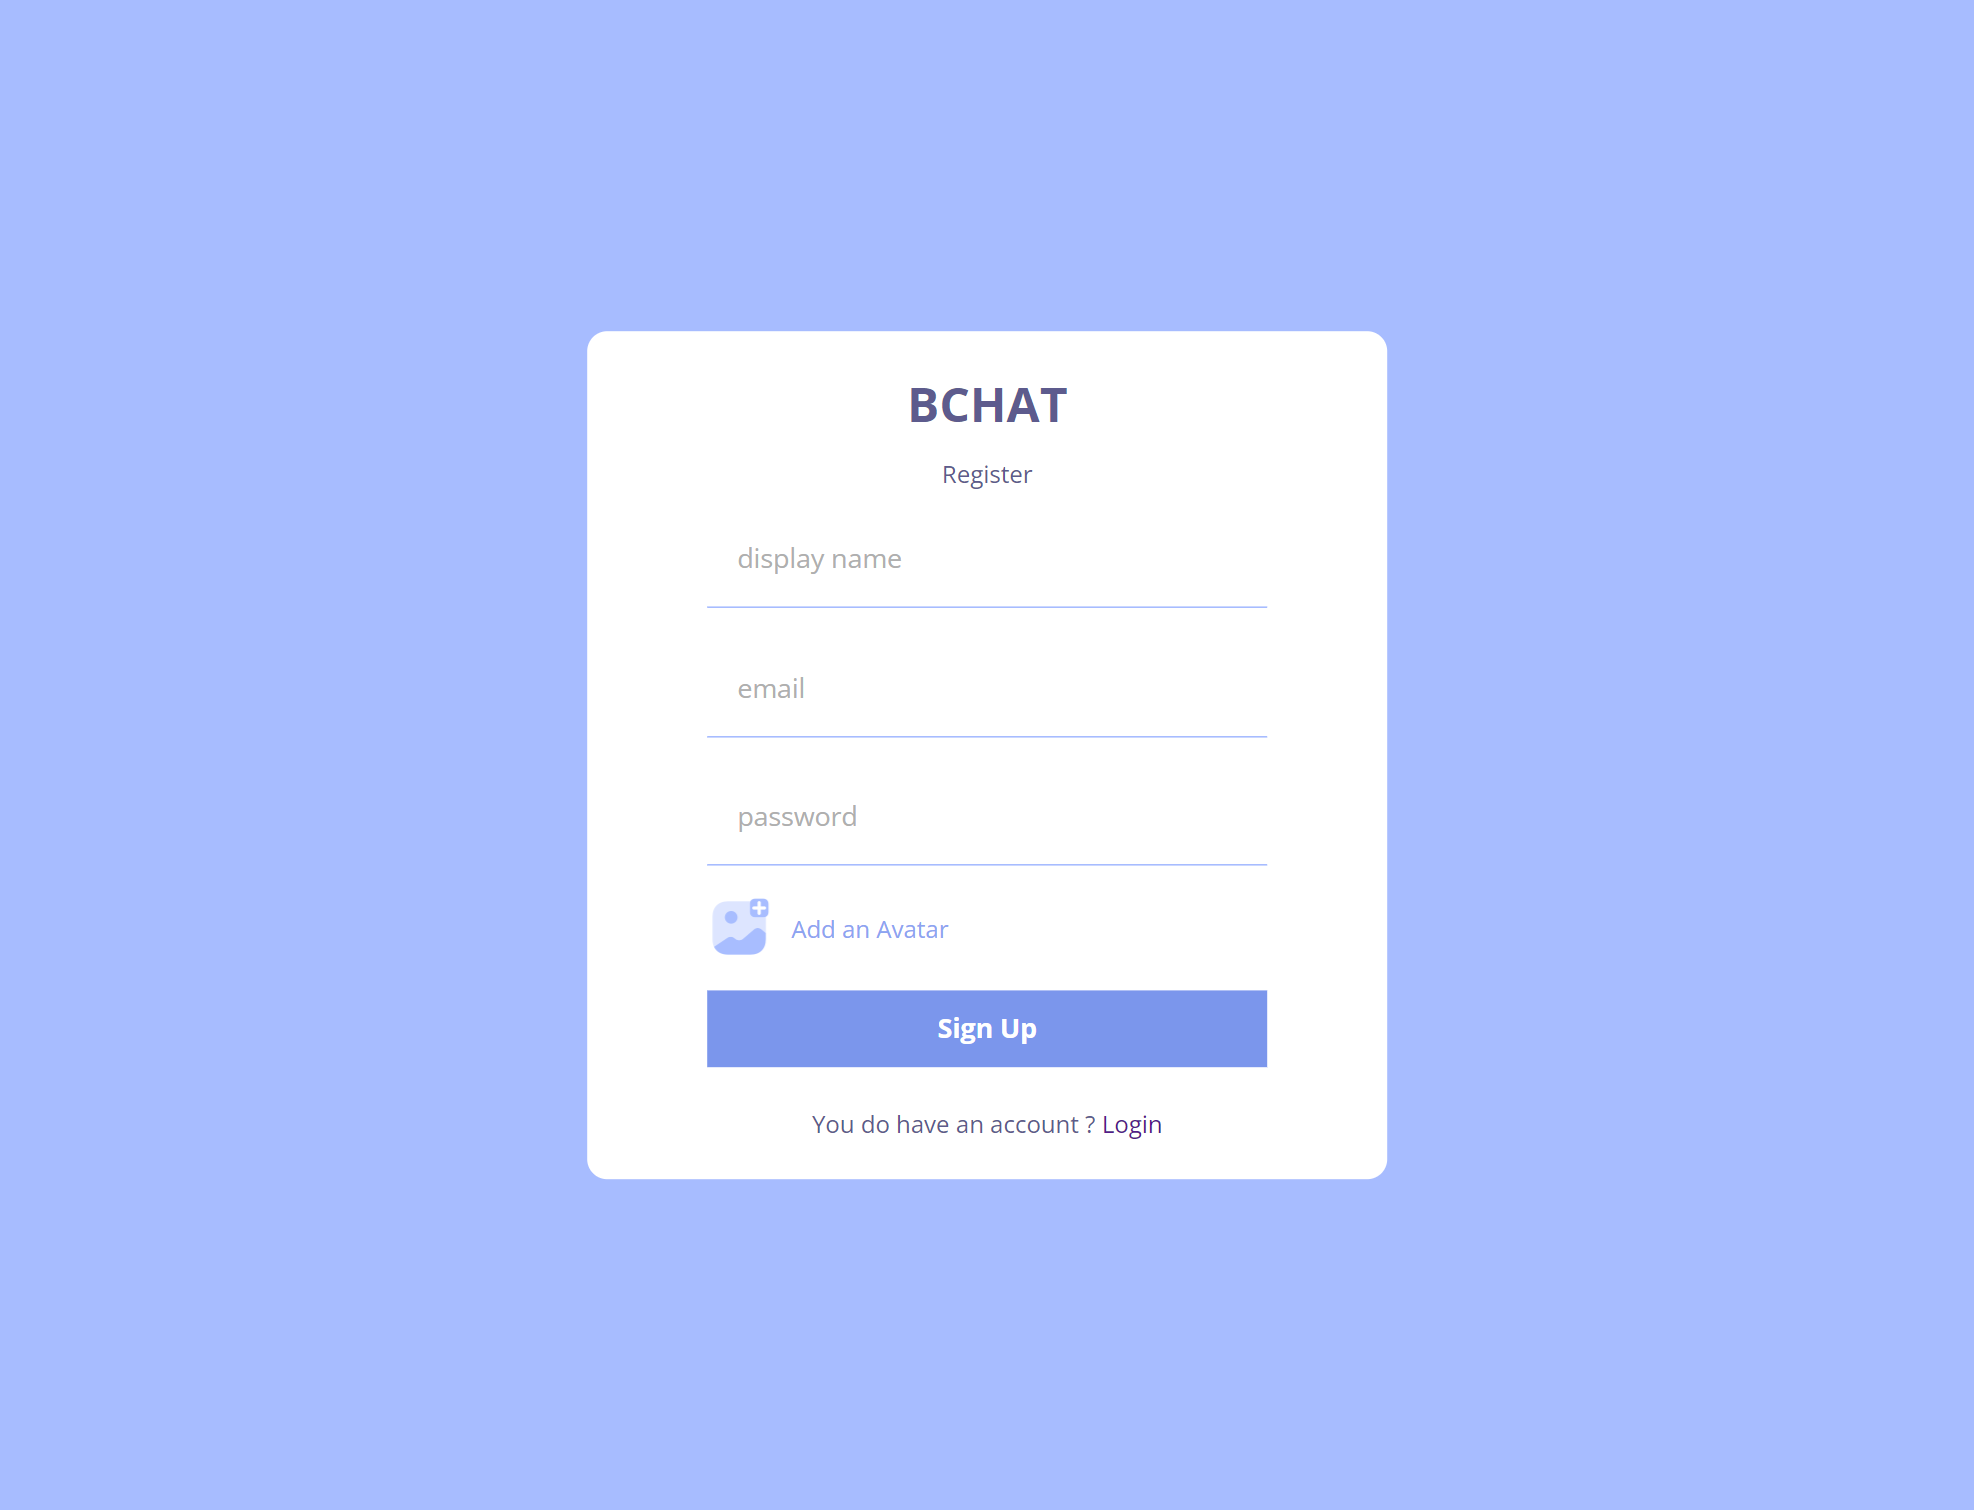 BCHAT
Register
display name
email
password
Add an Avatar
Sign Up
You do have an account ? Login